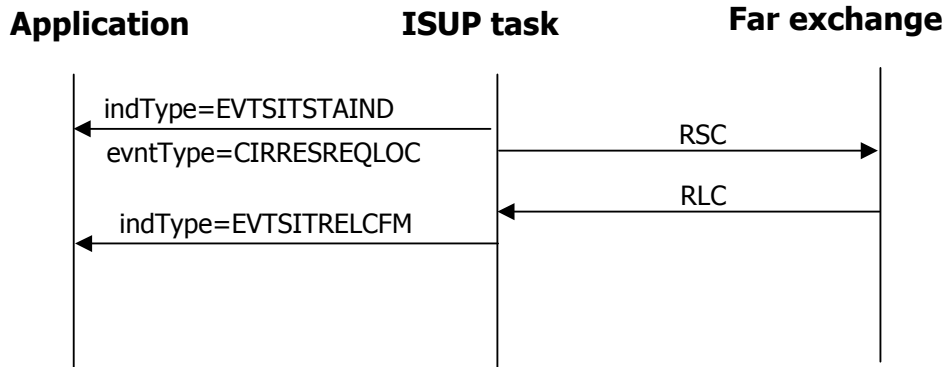 Application
ISUP task
Far exchange
indType=EVTSITSTAIND
evntType=CIRRESREQLOC
RSC
RLC
indType=EVTSITRELCFM